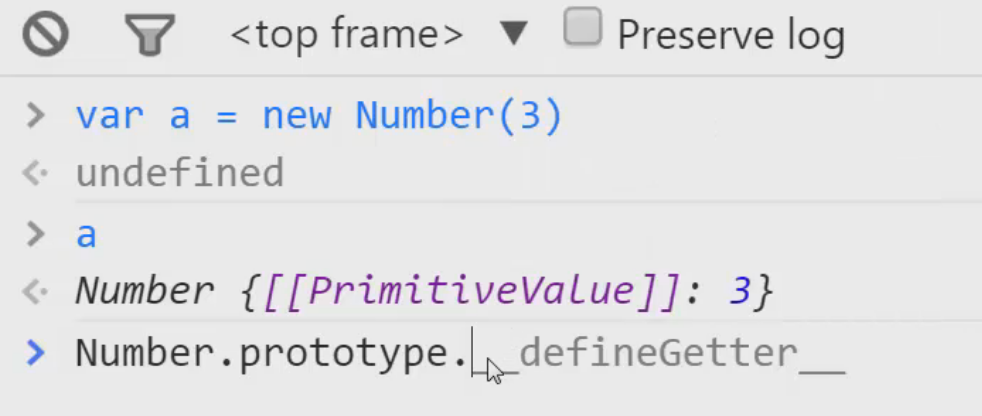 <top frame> ▼ Preserve log
> var a = new Number(3)
undefined
> a
Number {[[PrimitiveValue]]: 3}
> Number.prototype.__defineGetter__